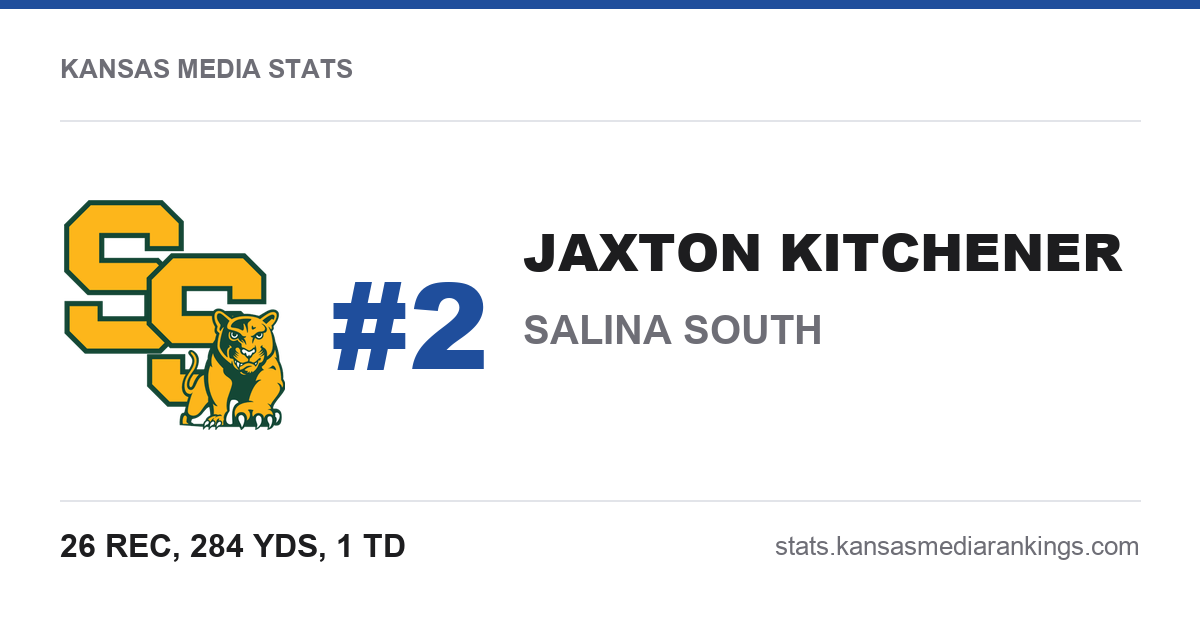 KANSAS MEDIA STATS
SS
#2
JAXTON KITCHENER
SALINA SOUTH
26 REC, 284 YDS, 1 TD
stats.kansasmediarankings.com